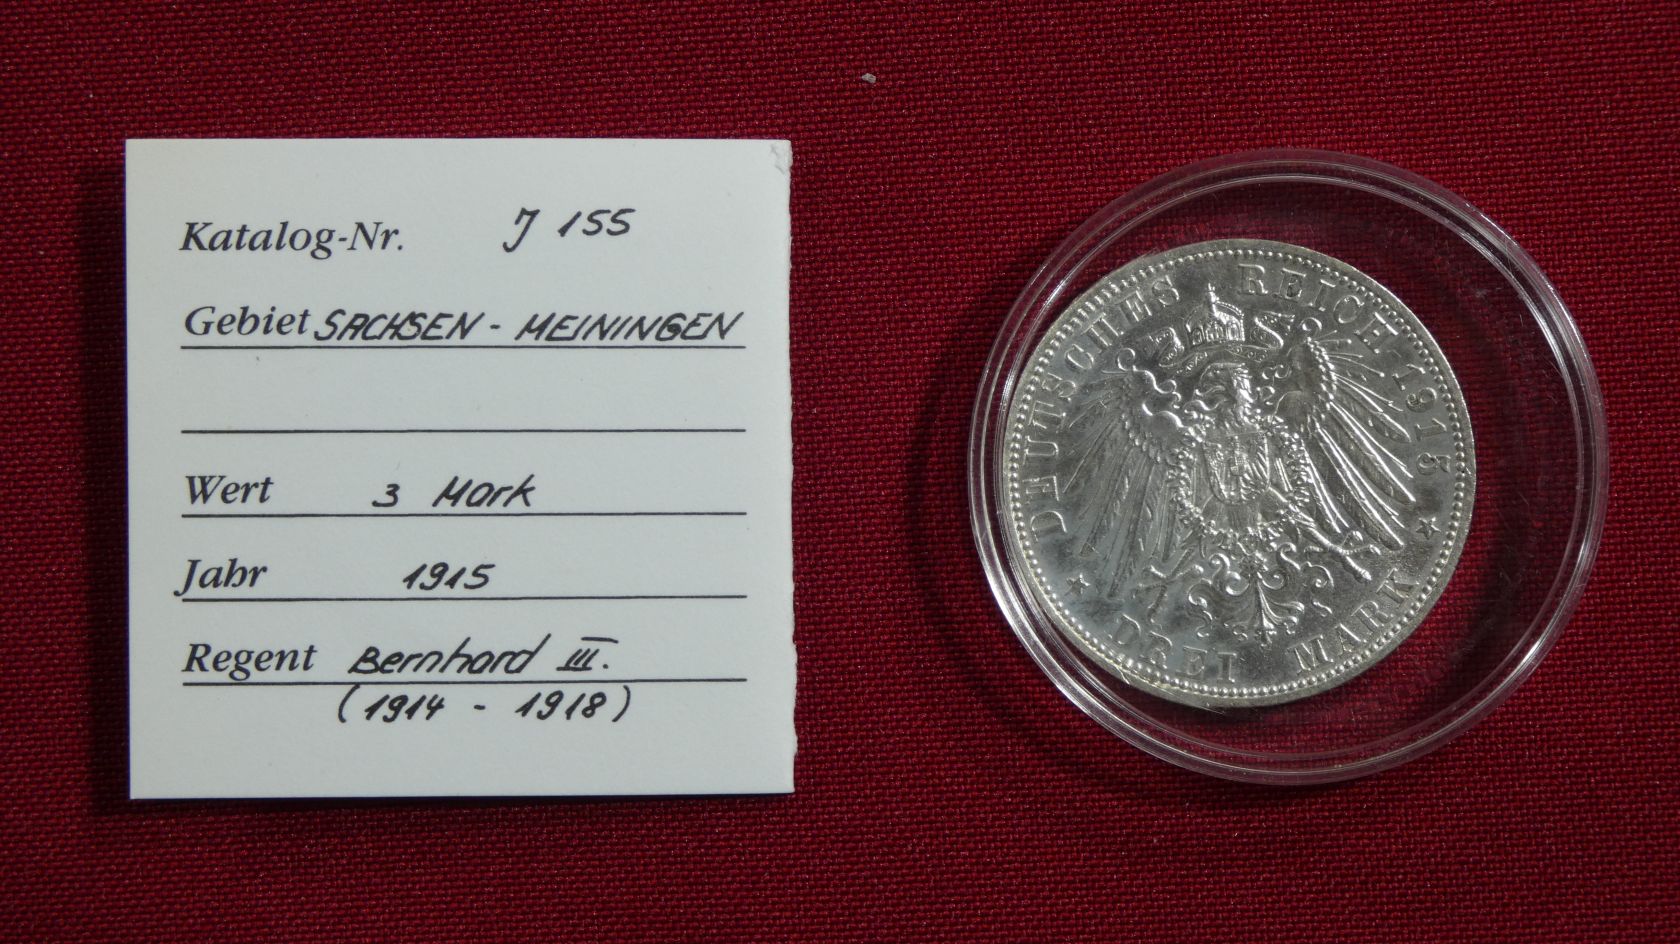 Katalog-Nr. J 155
Gebiet SACHSEN - MEININGEN
Wert 3 Mark
Jahr 1915
Regent Bernhard III.
(1914 - 1918)
DEUTSCHES REICH·1915
DREI MARK